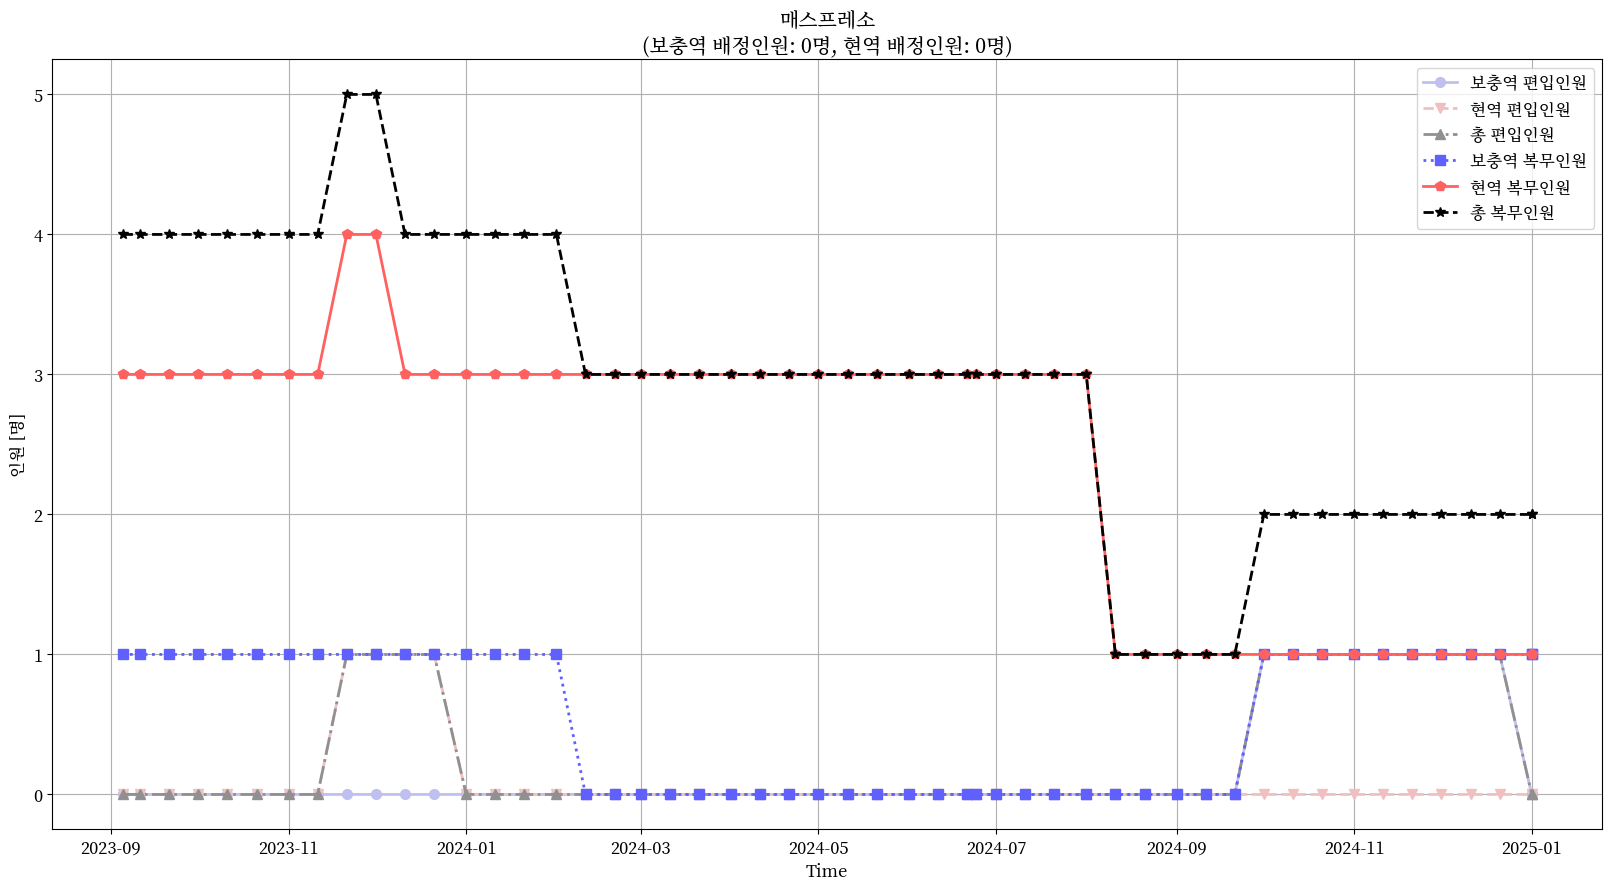 매스프레소
(보충역 배정인원: 0명, 현역 배정인원: 0명)
보충역 편입인원
현역 편입인원
총 편입인원
보충역 복무인원
현역 복무인원
총 복무인원
인원 [명]
5
4
3
2
1
0
2023-09
2023-11
2024-01
2024-03
2024-05
2024-07
2024-09
2024-11
2025-01
Time